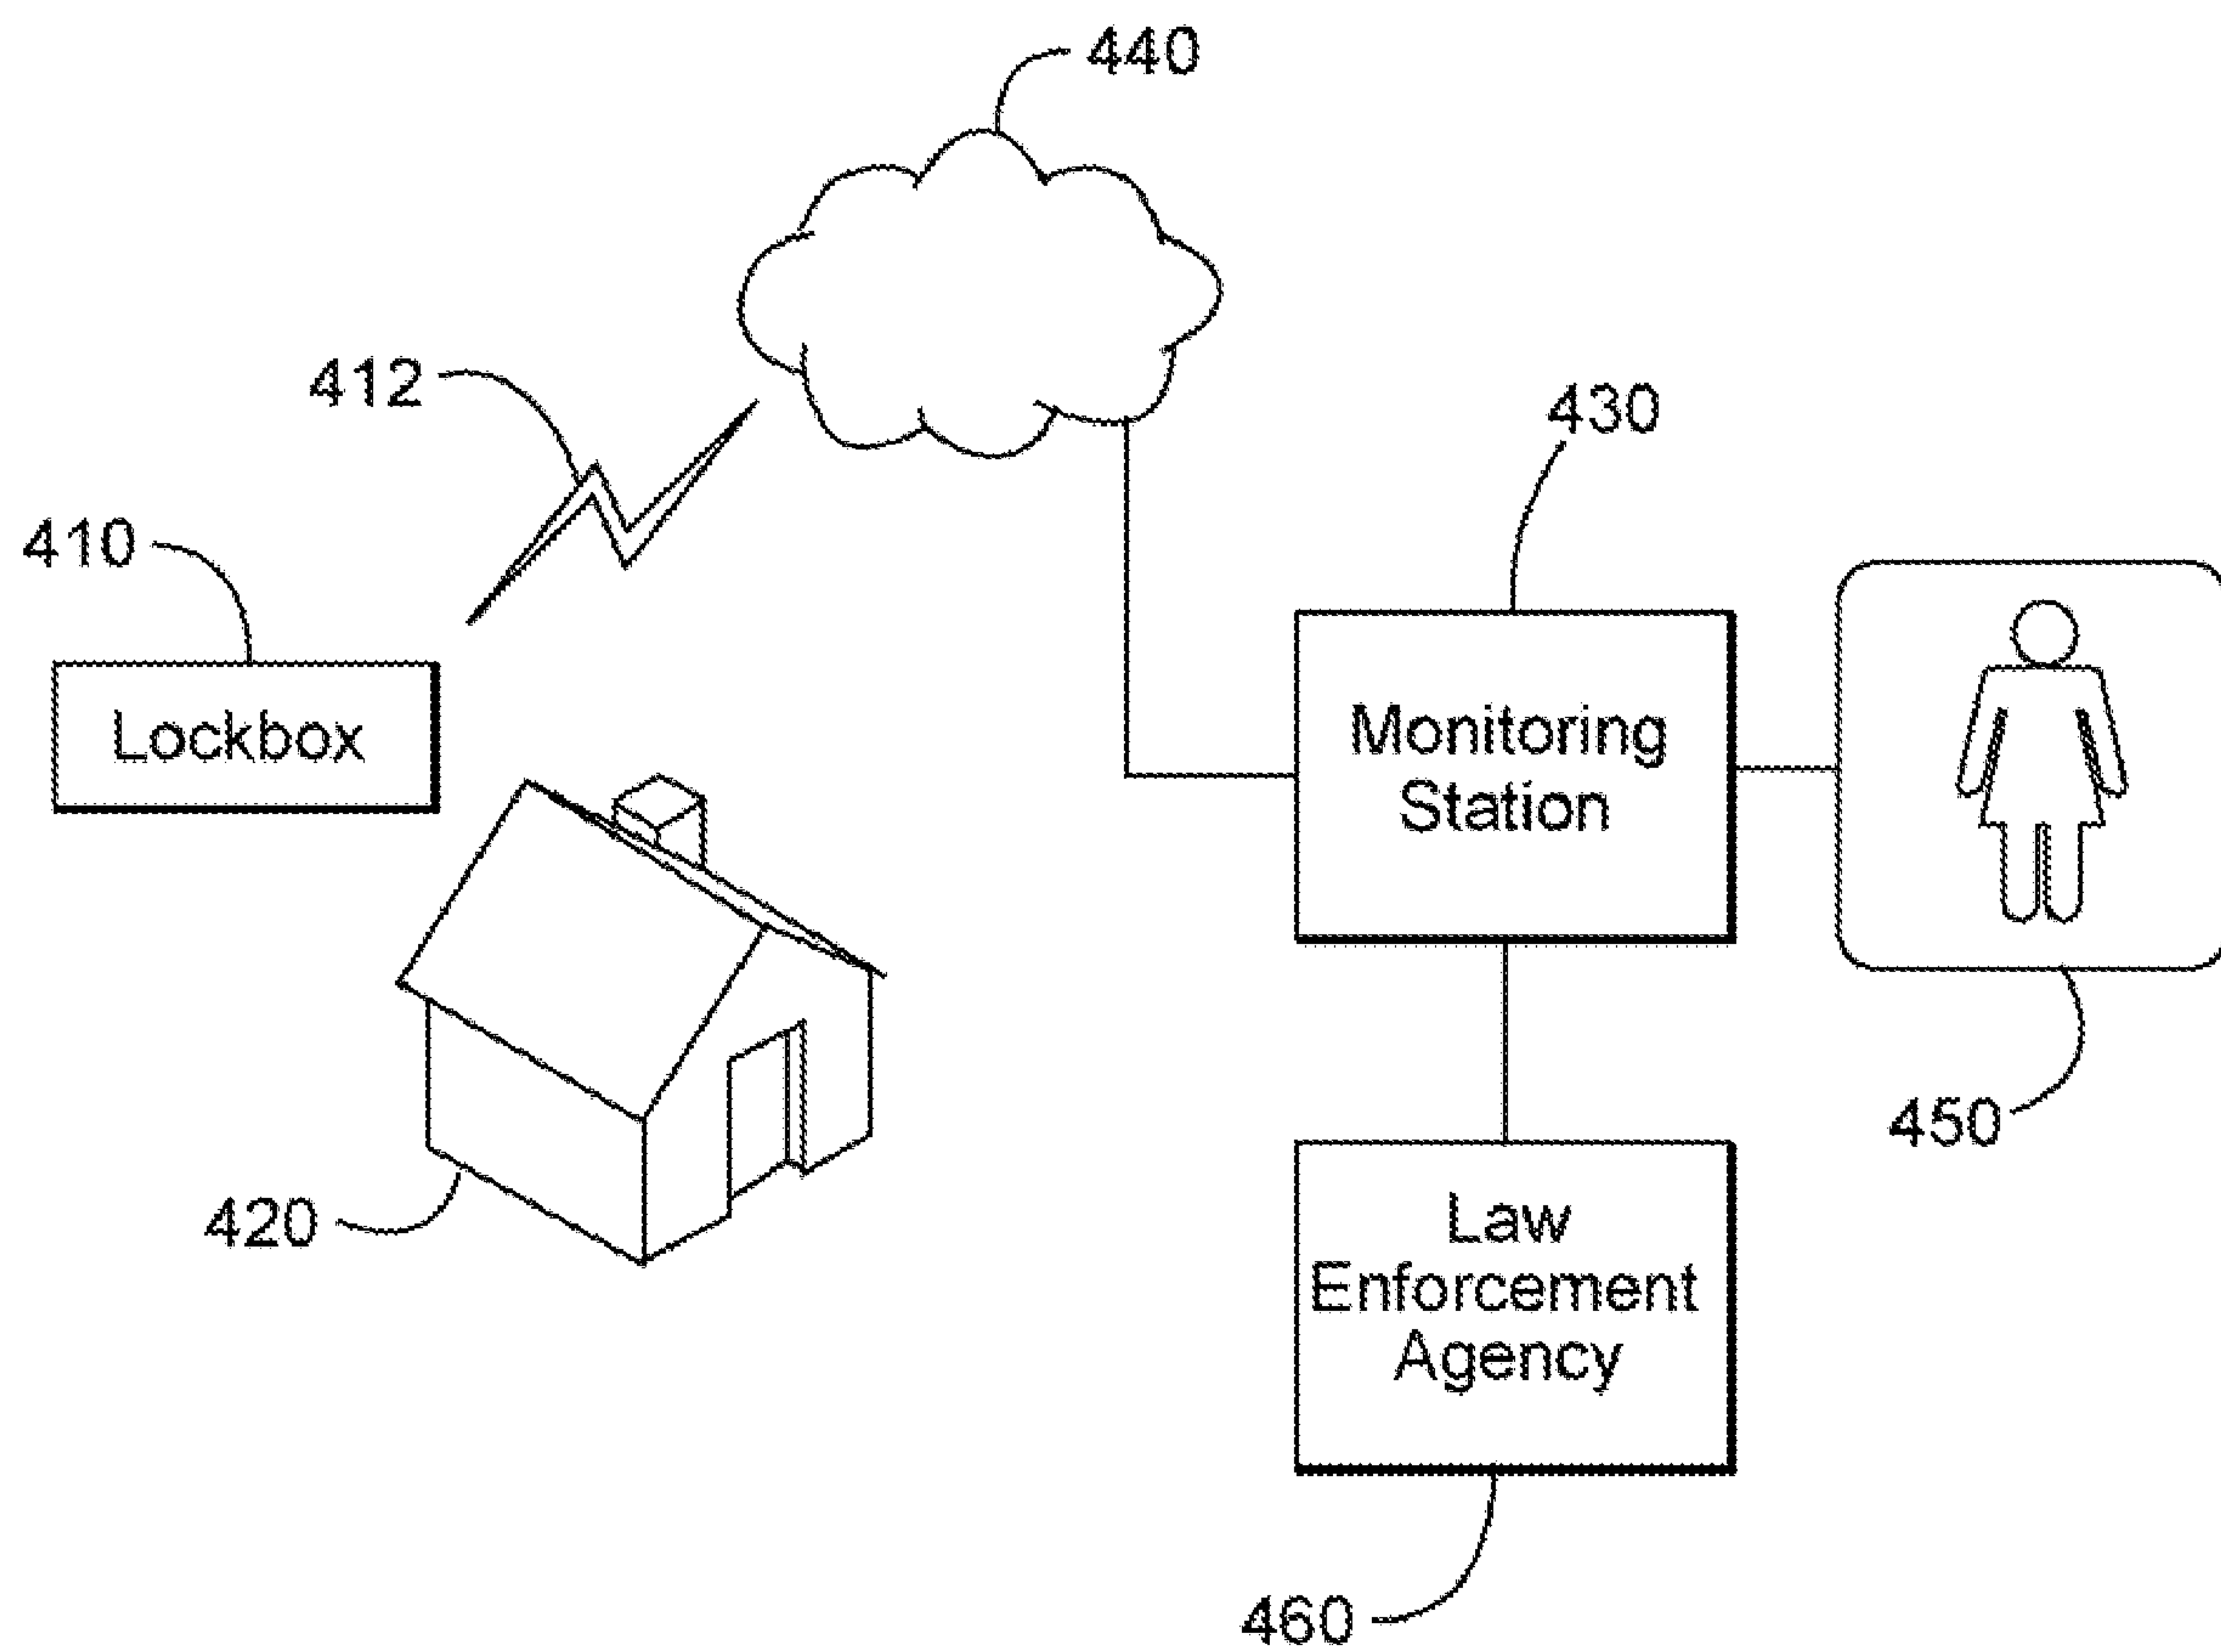 440
412
430
410
Lockbox
Monitoring
Station
450
420
Law
Enforcement
Agency
460